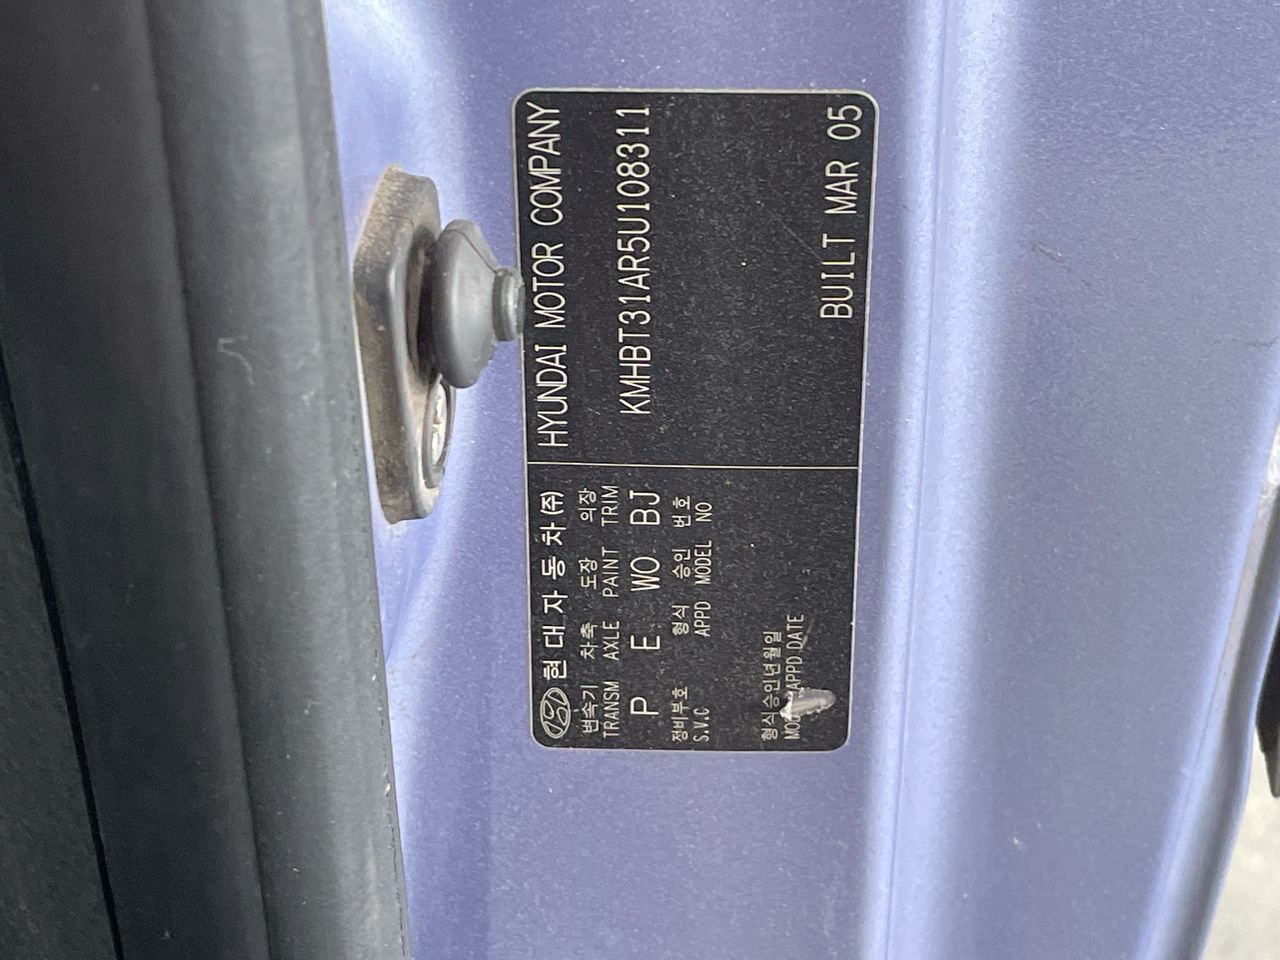 현대자동차(주)
HYUNDAI MOTOR COMPANY
변속기 차축 도장 의장
TRANSM AXLE PAINT TRIM
P E WO BJ
KMHBT31AR5U108311
정비부호 형식 승인 번호
S.V.C APPD MODEL NO
형식승인년월일
APPD DATE
BUILT MAR 05